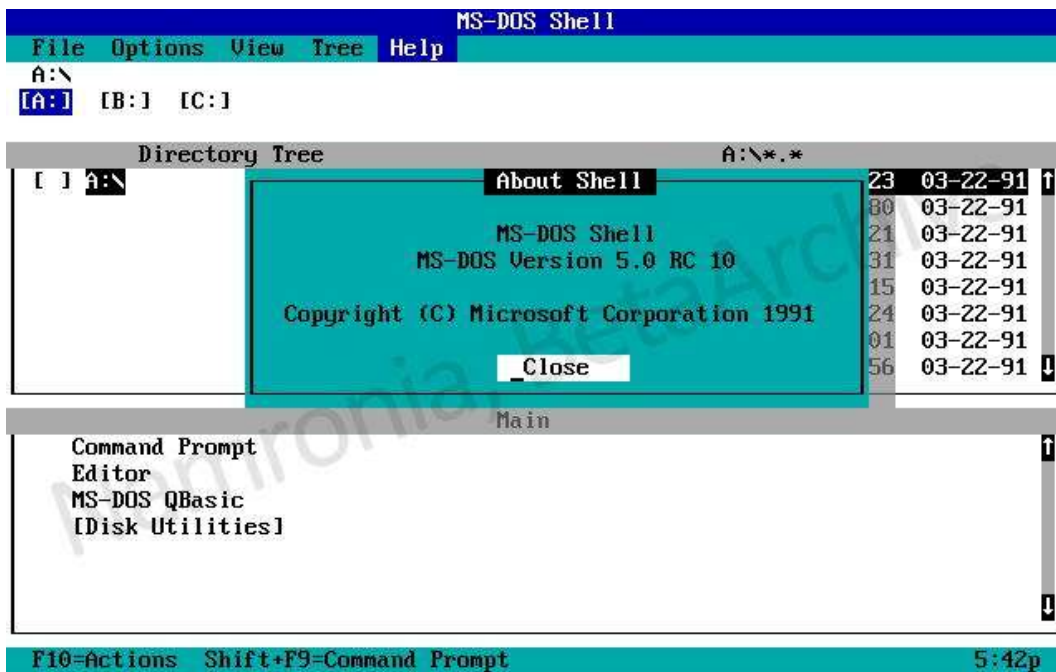 MS-DOS Shell
File Options View Tree Help
A:\
[A:] [B:] [C:]
Directory Tree A:\*.*
[ ] A:\ About Shell 23 03-22-91 ↑
80 03-22-91
MS-DOS Shell 21 03-22-91
MS-DOS Version 5.0 RC 10 31 03-22-91
15 03-22-91
Copyright (C) Microsoft Corporation 1991 24 03-22-91
01 03-22-91
Close 56 03-22-91 ↓
Main
Command Prompt ↑
Editor
MS-DOS QBasic
[Disk Utilities]
↓
F10=Actions Shift+F9=Command Prompt 5:42p
Nemronia, BetaArchive